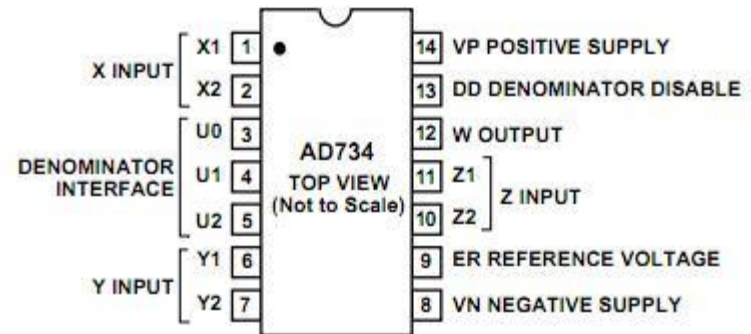 X INPUT
X1 1
X2 2
DENOMINATOR
INTERFACE
U0 3
U1 4
U2 5
Y INPUT
Y1 6
Y2 7
AD734
TOP VIEW
(Not to Scale)
14 VP POSITIVE SUPPLY
13 DD DENOMINATOR DISABLE
12 W OUTPUT
11 Z1
10 Z2
Z INPUT
9 ER REFERENCE VOLTAGE
8 VN NEGATIVE SUPPLY